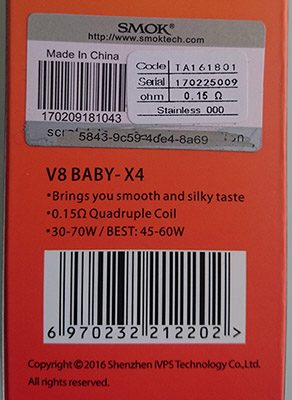 SMOK®
http://www.smoktech.com
Made In China
Code TA161801
Serial 170225009
ohm 0.15 Ω
Stainless 000
170209181043
5843-9c59-4de4-8a69
V8 BABY- X4
•Brings you smooth and silky taste
•0.15Ω Quadruple Coil
•30-70W / BEST: 45-60W
6 970232 212202 >
Copyright©2016 Shenzhen IVPS Technology Co.,Ltd.
All rights reserved.